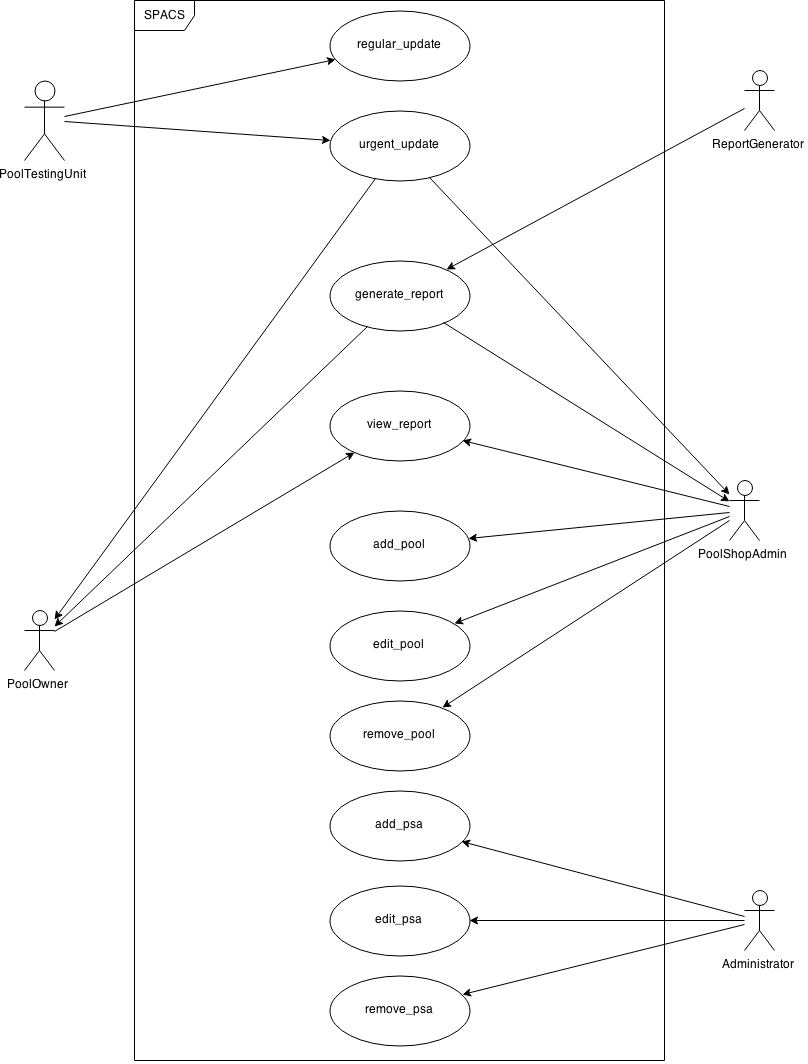 SPACS
regular_update
PoolTestingUnit
urgent_update
ReportGenerator
generate_report
view_report
add_pool
PoolShopAdmin
edit_pool
PoolOwner
remove_pool
add_psa
edit_psa
Administrator
remove_psa